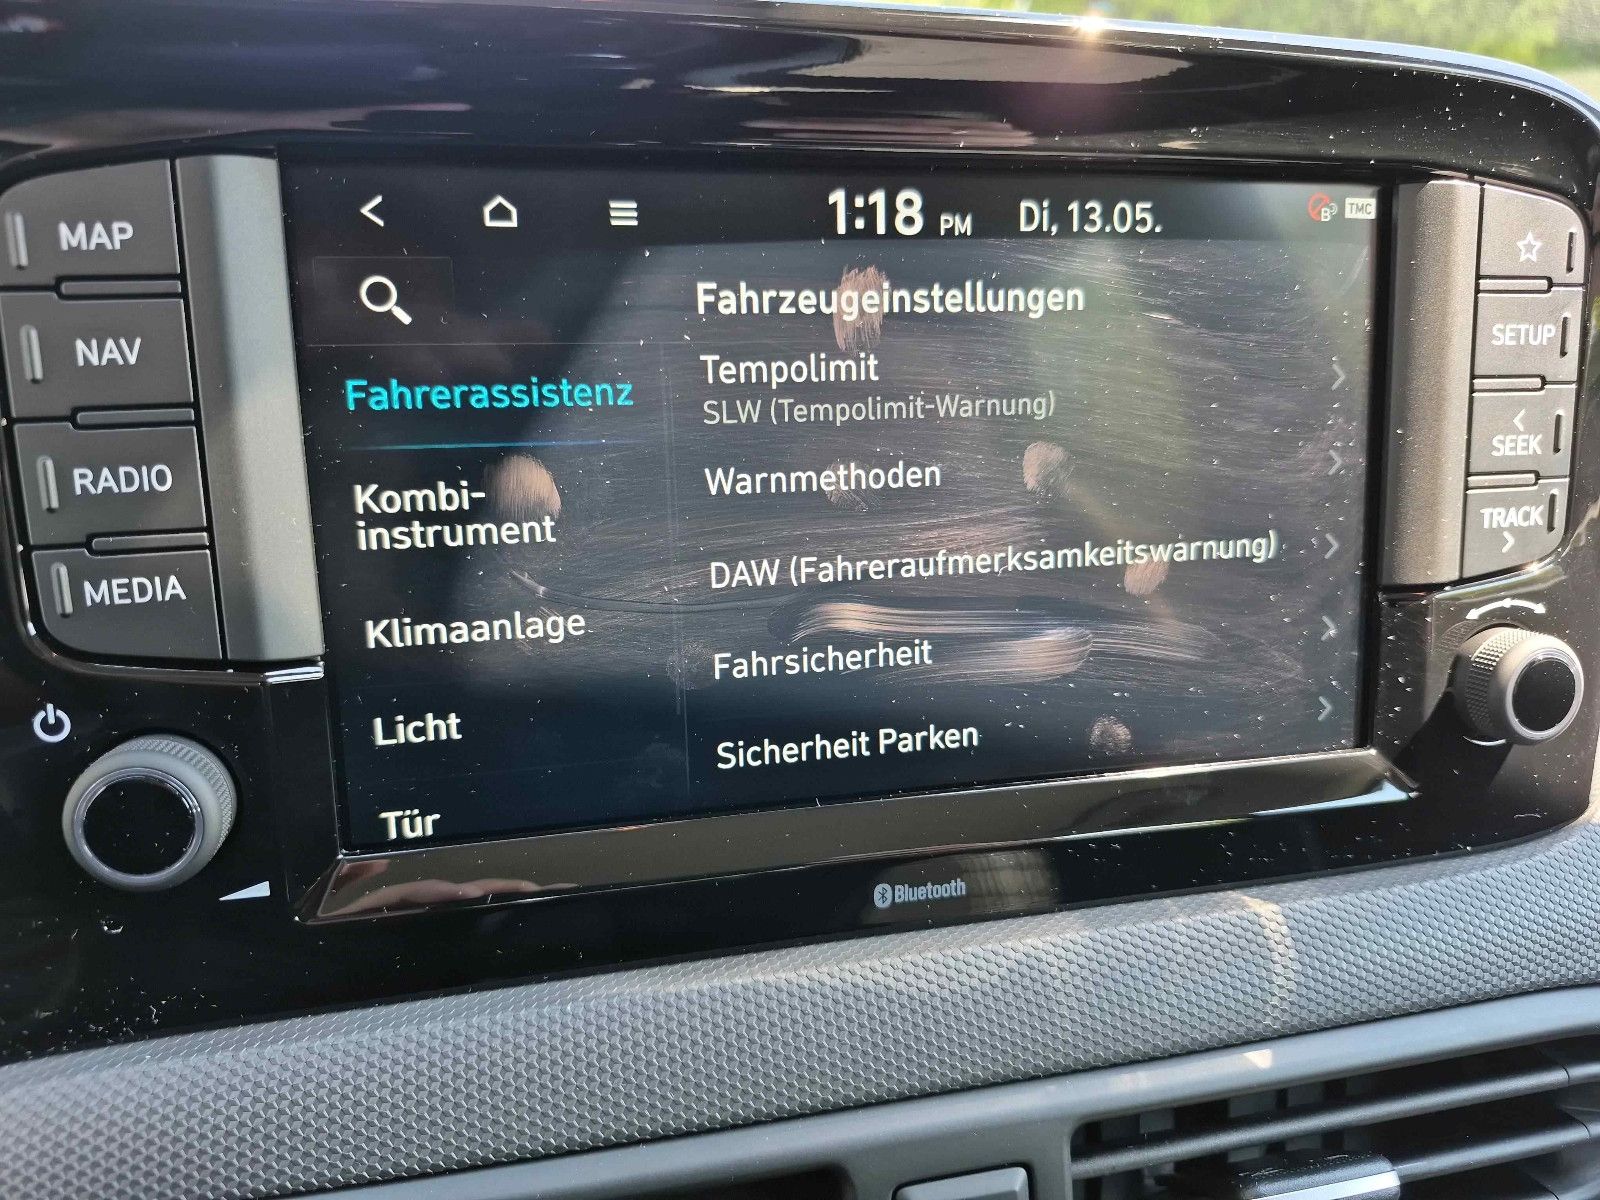 1:18 PM Di, 13.05.
B TMC
Fahrzeugeinstellungen
Fahrerassistenz
Kombi-
instrument
Klimaanlage
Licht
Tür
Tempolimit
SLW (Tempolimit-Warnung)
Warnmethoden
DAW (Fahreraufmerksamkeitswarnung)
Fahrsicherheit
Sicherheit Parken
MAP
NAV
RADIO
MEDIA
SETUP
SEEK
TRACK
Bluetooth